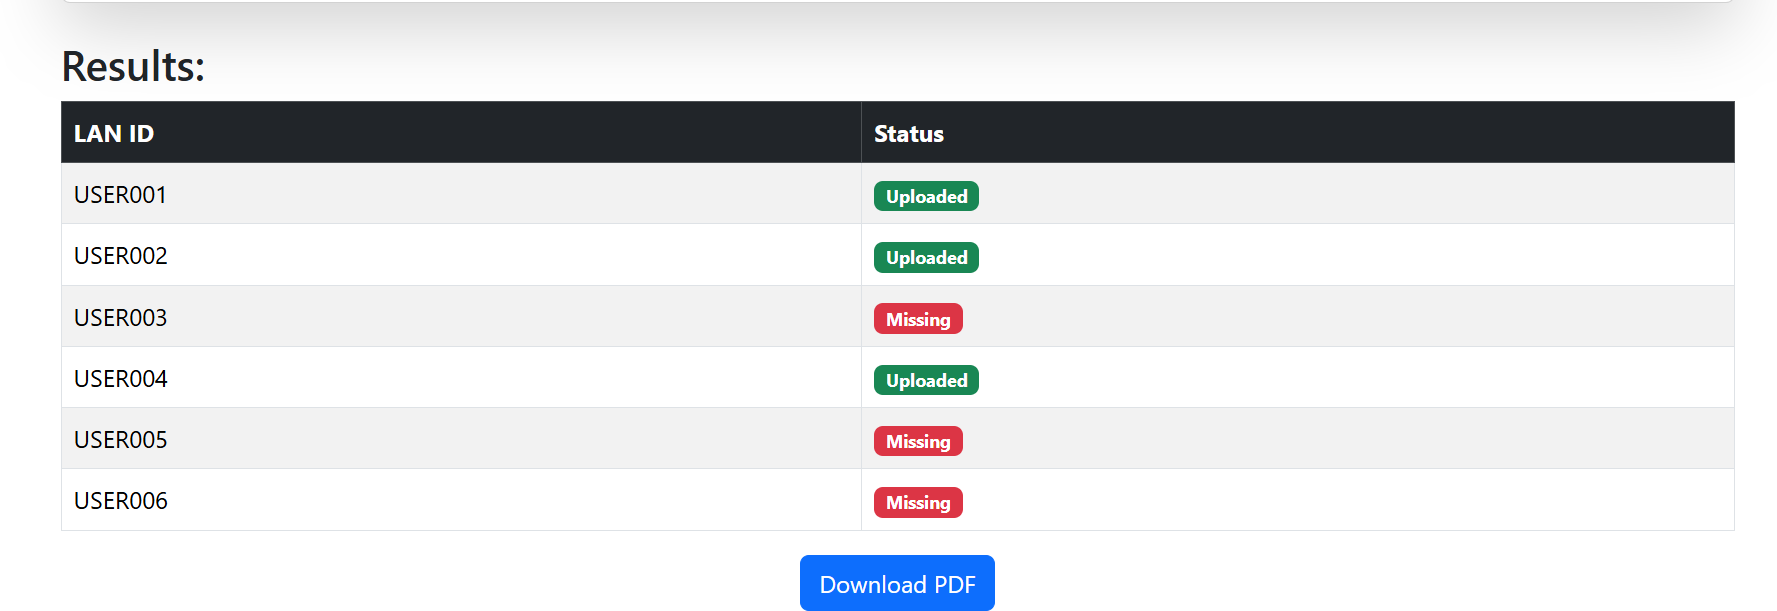 Results:
LAN ID Status
USER001 Uploaded
USER002 Uploaded
USER003 Missing
USER004 Uploaded
USER005 Missing
USER006 Missing
Download PDF